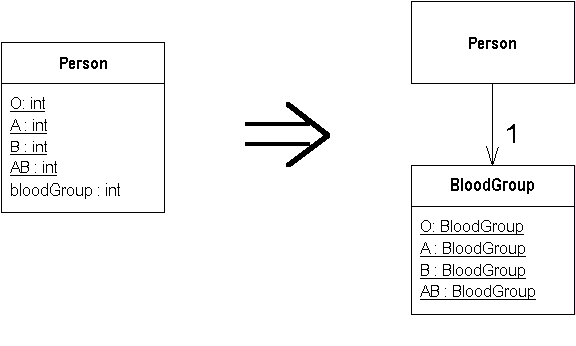 Person
O: int
A : int
B : int
AB : int
bloodGroup : int
Person
1
BloodGroup
O: BloodGroup
A : BloodGroup
B : BloodGroup
AB : BloodGroup